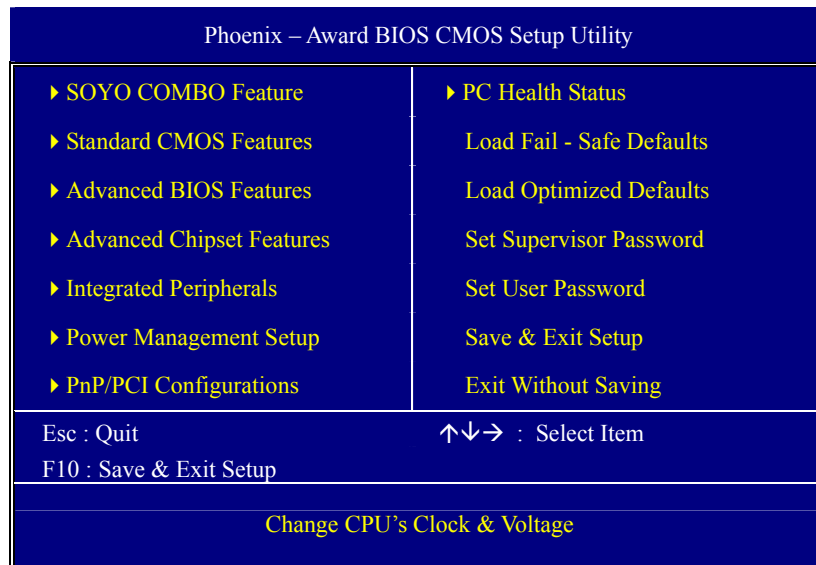 Phoenix – Award BIOS CMOS Setup Utility
SOYO COMBO Feature
Standard CMOS Features
Advanced BIOS Features
Advanced Chipset Features
Integrated Peripherals
Power Management Setup
PnP/PCI Configurations
PC Health Status
Load Fail - Safe Defaults
Load Optimized Defaults
Set Supervisor Password
Set User Password
Save & Exit Setup
Exit Without Saving
Esc : Quit
↑↓→ : Select Item
F10 : Save & Exit Setup
Change CPU's Clock & Voltage